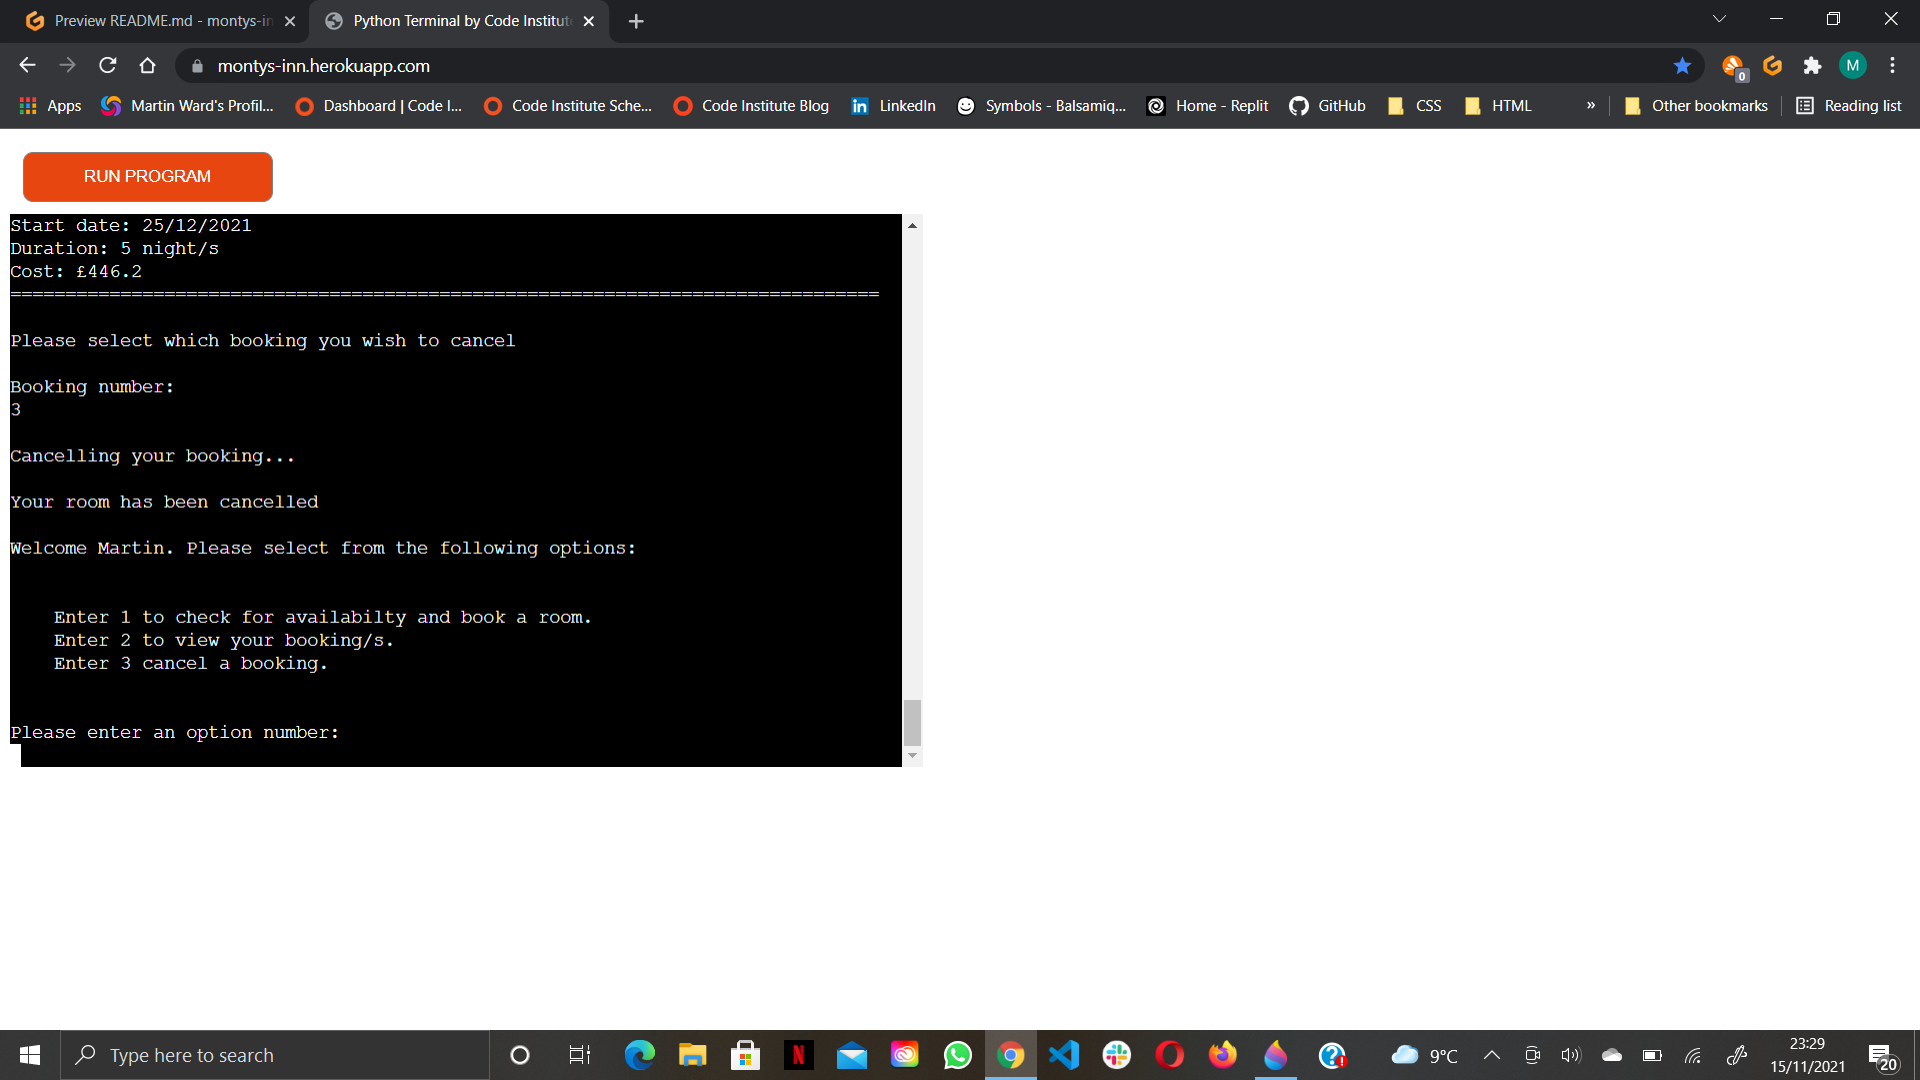 Preview README.md - montys-in
Python Terminal by Code Institut
montys-inn.herokuapp.com
0
M
Apps
Martin Ward's Profil...
Dashboard | Code I...
Code Institute Sche...
Code Institute Blog
LinkedIn
Symbols - Balsamiq...
Home - Replit
GitHub
CSS
HTML
»
Other bookmarks
Reading list
RUN PROGRAM
Start date: 25/12/2021
Duration: 5 night/s
Cost: £446.2
===============================================================================
Please select which booking you wish to cancel
Booking number:
3
Cancelling your booking...
Your room has been cancelled
Welcome Martin. Please select from the following options:
Enter 1 to check for availabilty and book a room.
Enter 2 to view your booking/s.
Enter 3 cancel a booking.
Please enter an option number:
Type here to search
9°C
23:29
15/11/2021
20